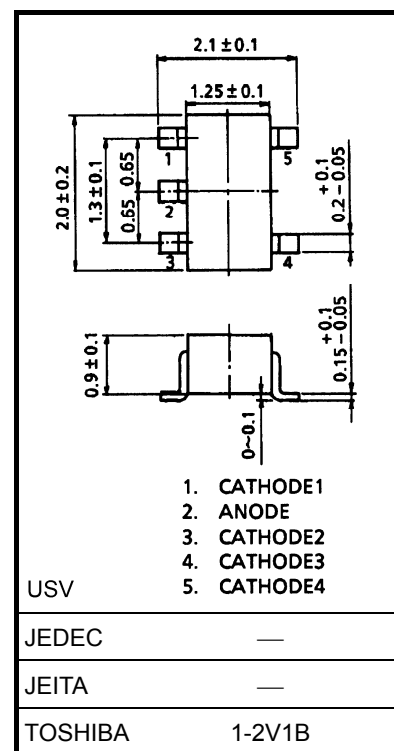 2.1±0.1
1.25±0.1
1
5
2.0±0.2
1.3±0.1
0.65
0.65
2
+0.1
0.2-0.05
3
4
0.9±0.1
+0.1
0.15-0.05
0~0.1
1. CATHODE1
2. ANODE
3. CATHODE2
4. CATHODE3
USV 5. CATHODE4
JEDEC —
JEITA —
TOSHIBA 1-2V1B